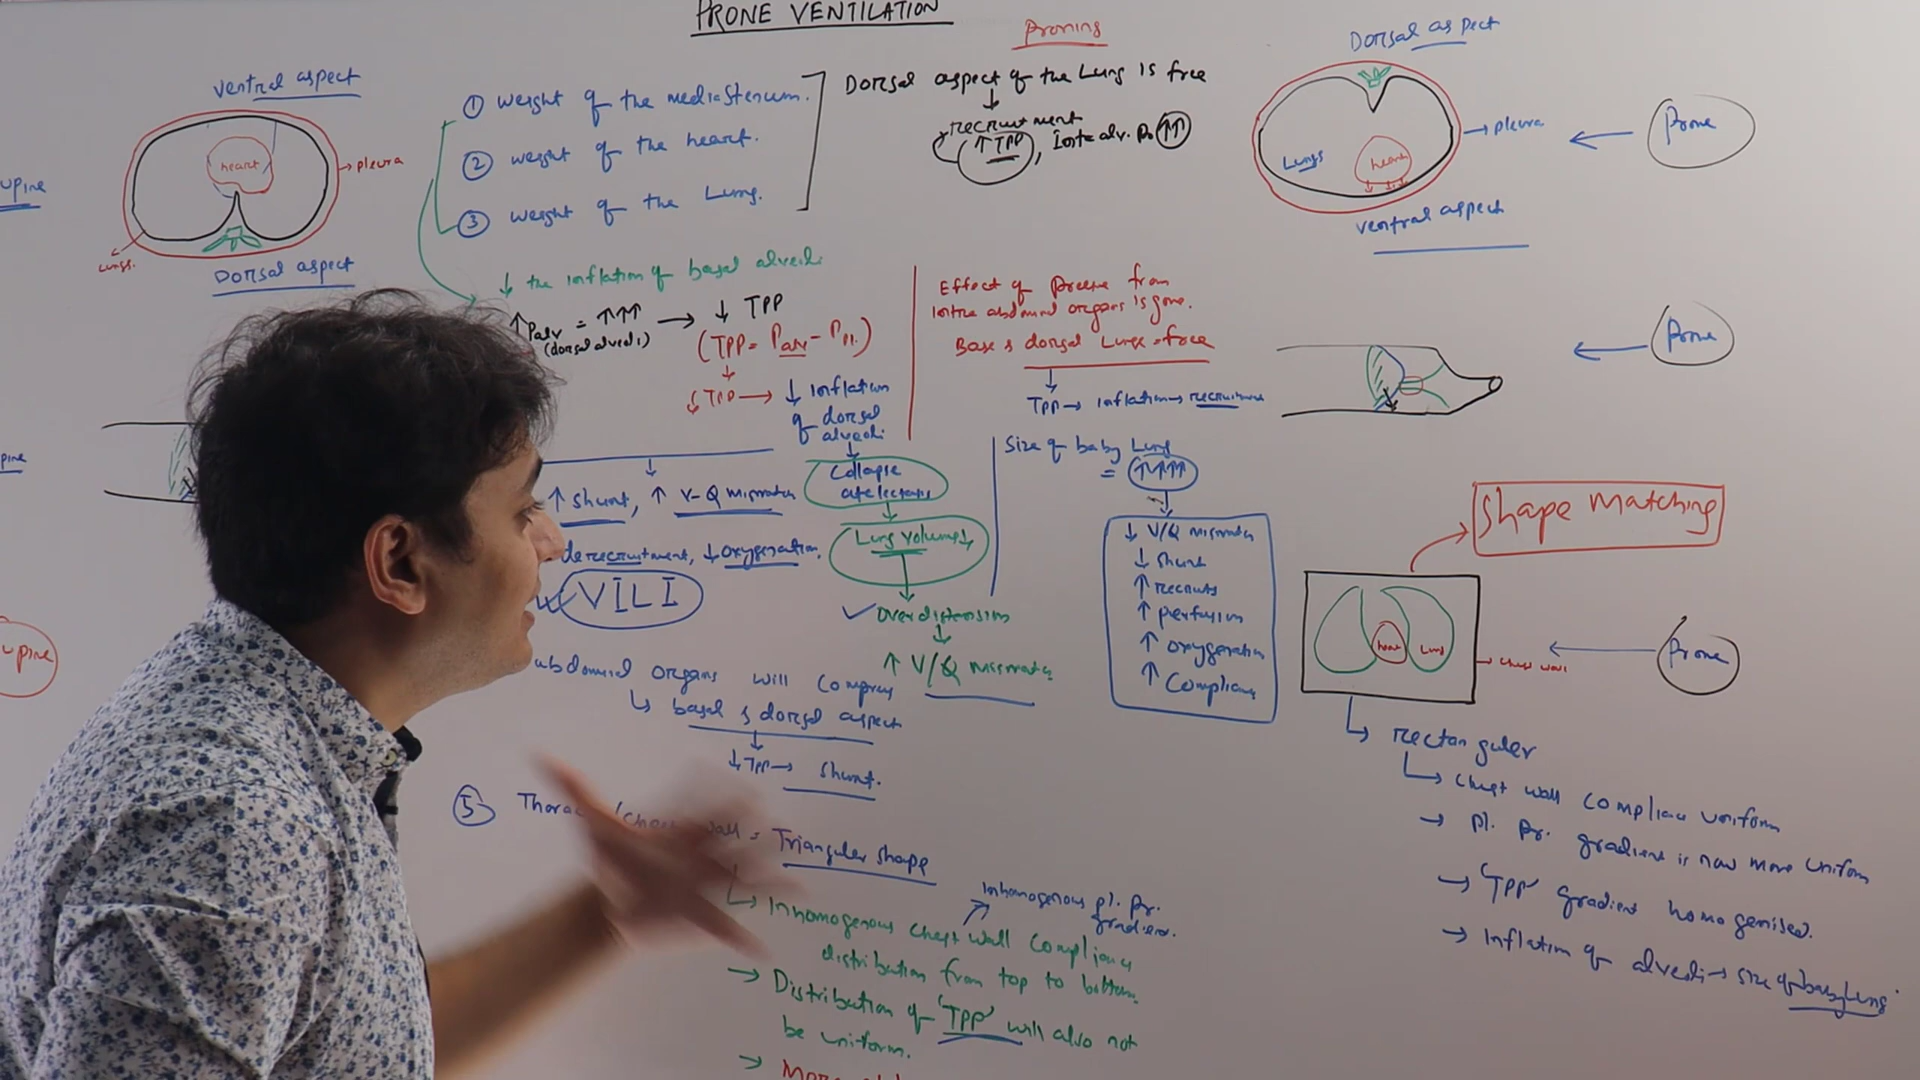 PRONE VENTILATION
upine
ventral aspect
heart
pleura
Lungs.
Dorsal aspect
① weight of the mediasternum.
② weight of the heart.
③ weight of the Lung.
↓ the inflation of basal alveoli
↑ Palv = ↑↑↑ → ↓ TPP
(dorsal alveoli)
(TPP = Palv - Ppl.)
↓
↓ TPP → ↓ inflation
of dorsal
alveoli
↓
Collapse
atelectasis
↓
Lung volume ↓
↓
✓ Overdistension
↓
↑ V/Q mismatch
↓
↑ shunt, ↑ V-Q mismatch
derecruitment, ↓ oxygenation.
VILI
pine
upine
abdominal organs will compress
↳ basal & dorsal aspect
↓
↓ TPP → shunt.
⑤
Triangular shape
↳ Inhomogenous chest wall compliance
distribution from top to bottom.
Inhomogenous pl. pr.
gradient.
→ Distribution of 'TPP' will also not
be uniform.
Proning
Dorsal aspect of the Lung is free
↓
recruitment
↑ TPP,
↑↑
Effect of pressure from
intra abdominal organs is gone.
Base & dorsal Lungs = free
↓
TPP → inflation → recruitment
Size of baby Lung
= ↑↑↑↑
↓
↓ V/Q mismatch
↓ shunt
↑ recruits
↑ perfusion
↑ oxygenation
↑ Compliance
Dorsal aspect
Lungs
heart
pleura
ventral aspect
Prone
Prone
Shape Matching
heart
Lung
chest wall
Prone
↳ rectangular
↳ chest wall compliance uniform
→ pl. pr. gradient is now more uniform
→ 'TPP' gradient homogenised.
→ Inflation of alveoli → size of baby Lung